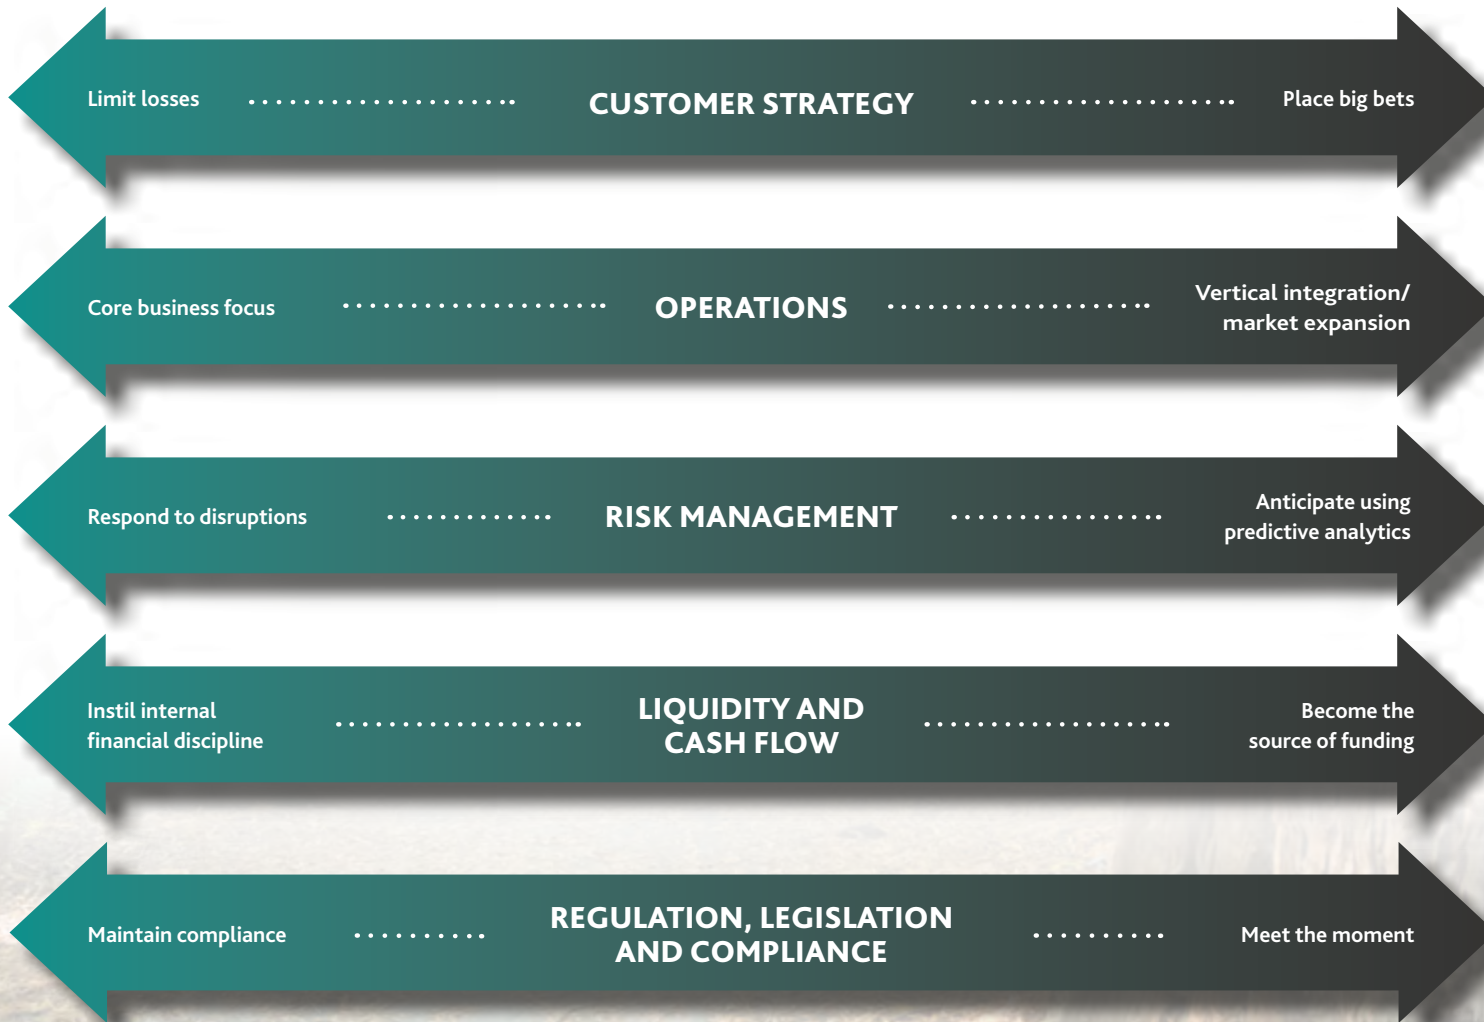 Limit losses
CUSTOMER STRATEGY
Place big bets
Core business focus
OPERATIONS
Vertical integration/
market expansion
Respond to disruptions
RISK MANAGEMENT
Anticipate using
predictive analytics
Instil internal
financial discipline
LIQUIDITY AND
CASH FLOW
Become the
source of funding
Maintain compliance
REGULATION, LEGISLATION
AND COMPLIANCE
Meet the moment